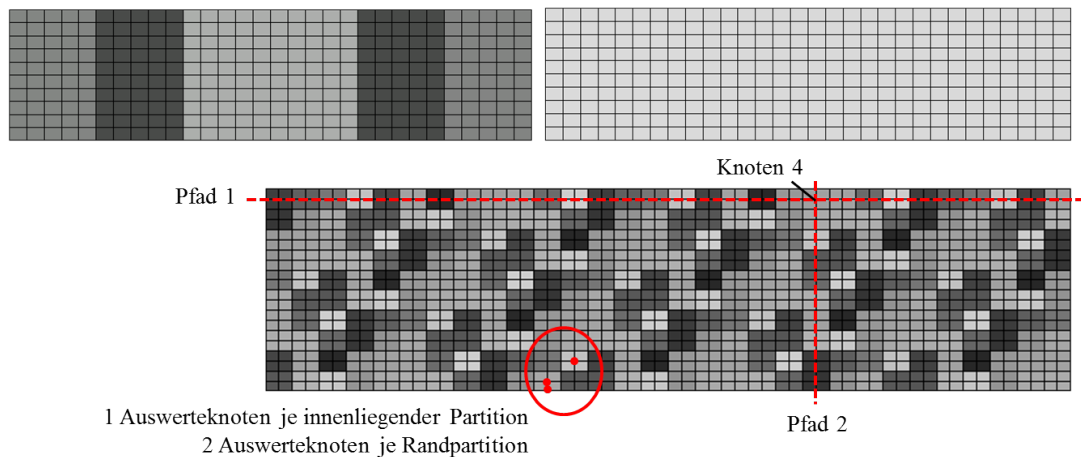 Knoten 4
Pfad 1
1 Auswerteknoten je innenliegender Partition
2 Auswerteknoten je Randpartition
Pfad 2